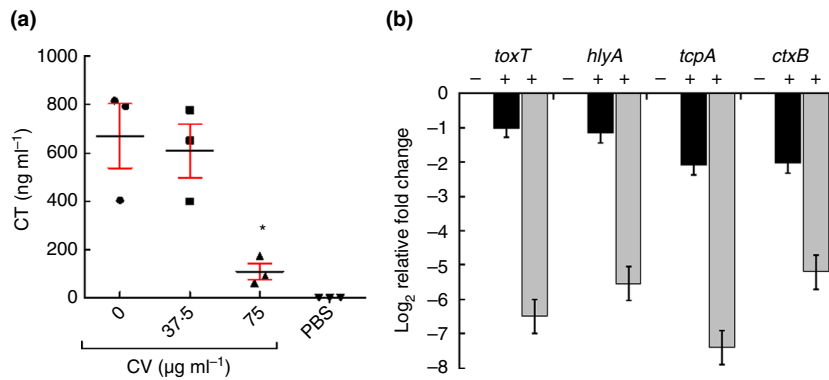 (a)
CT (ng ml⁻¹)
1000
800
600
400
200
0
*
0
37·5
75
PBS
CV (µg ml⁻¹)
(b)
toxT hlyA tcpA ctxB
− + + − + + − + + − + +
Log₂ relative fold change
0
−1
−2
−3
−4
−5
−6
−7
−8